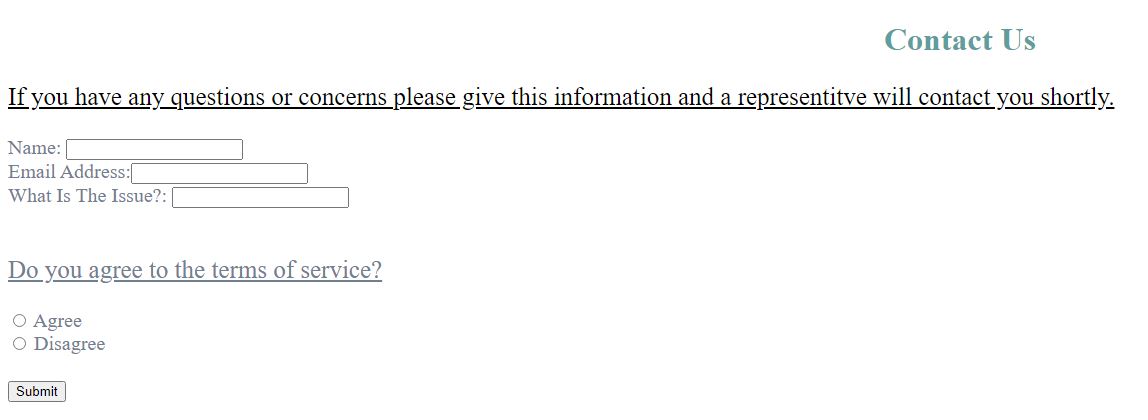 Contact Us
If you have any questions or concerns please give this information and a representitve will contact you shortly.
Name:
Email Address:
What Is The Issue?:
Do you agree to the terms of service?
Agree
Disagree
Submit